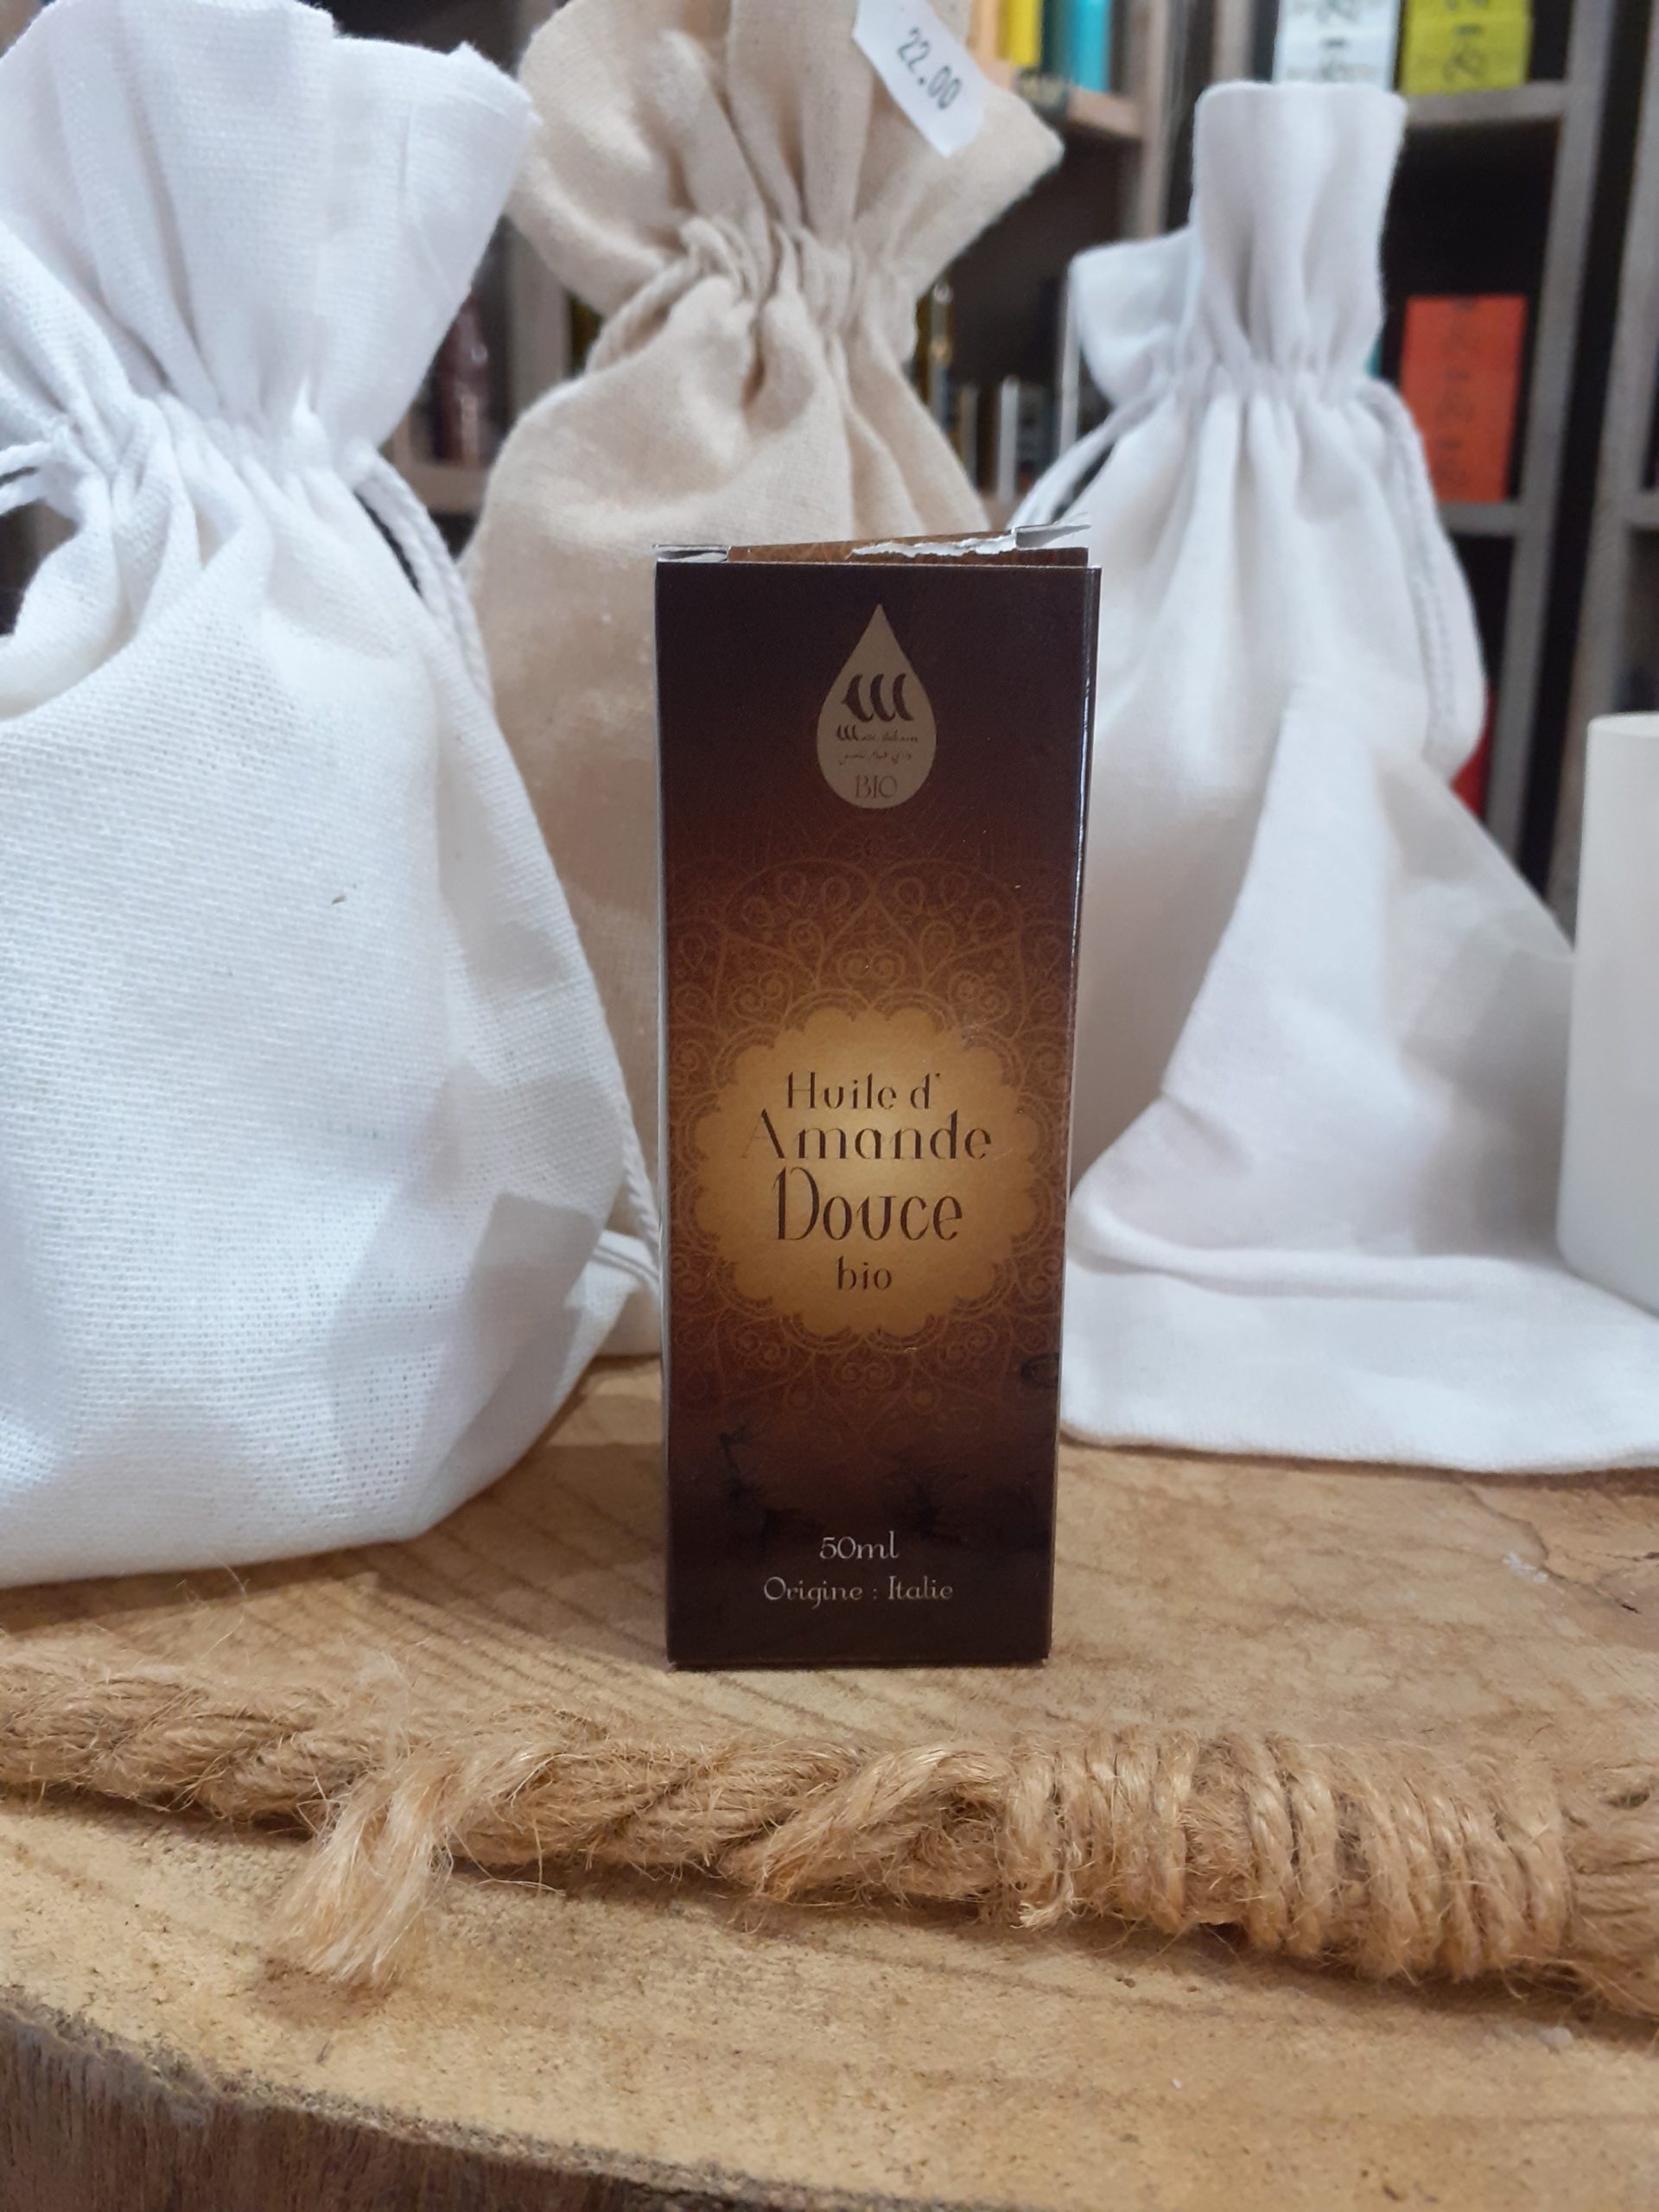 22.00
BIO
Huile d'
Amande
Douce
bio
50ml
Origine : Italie